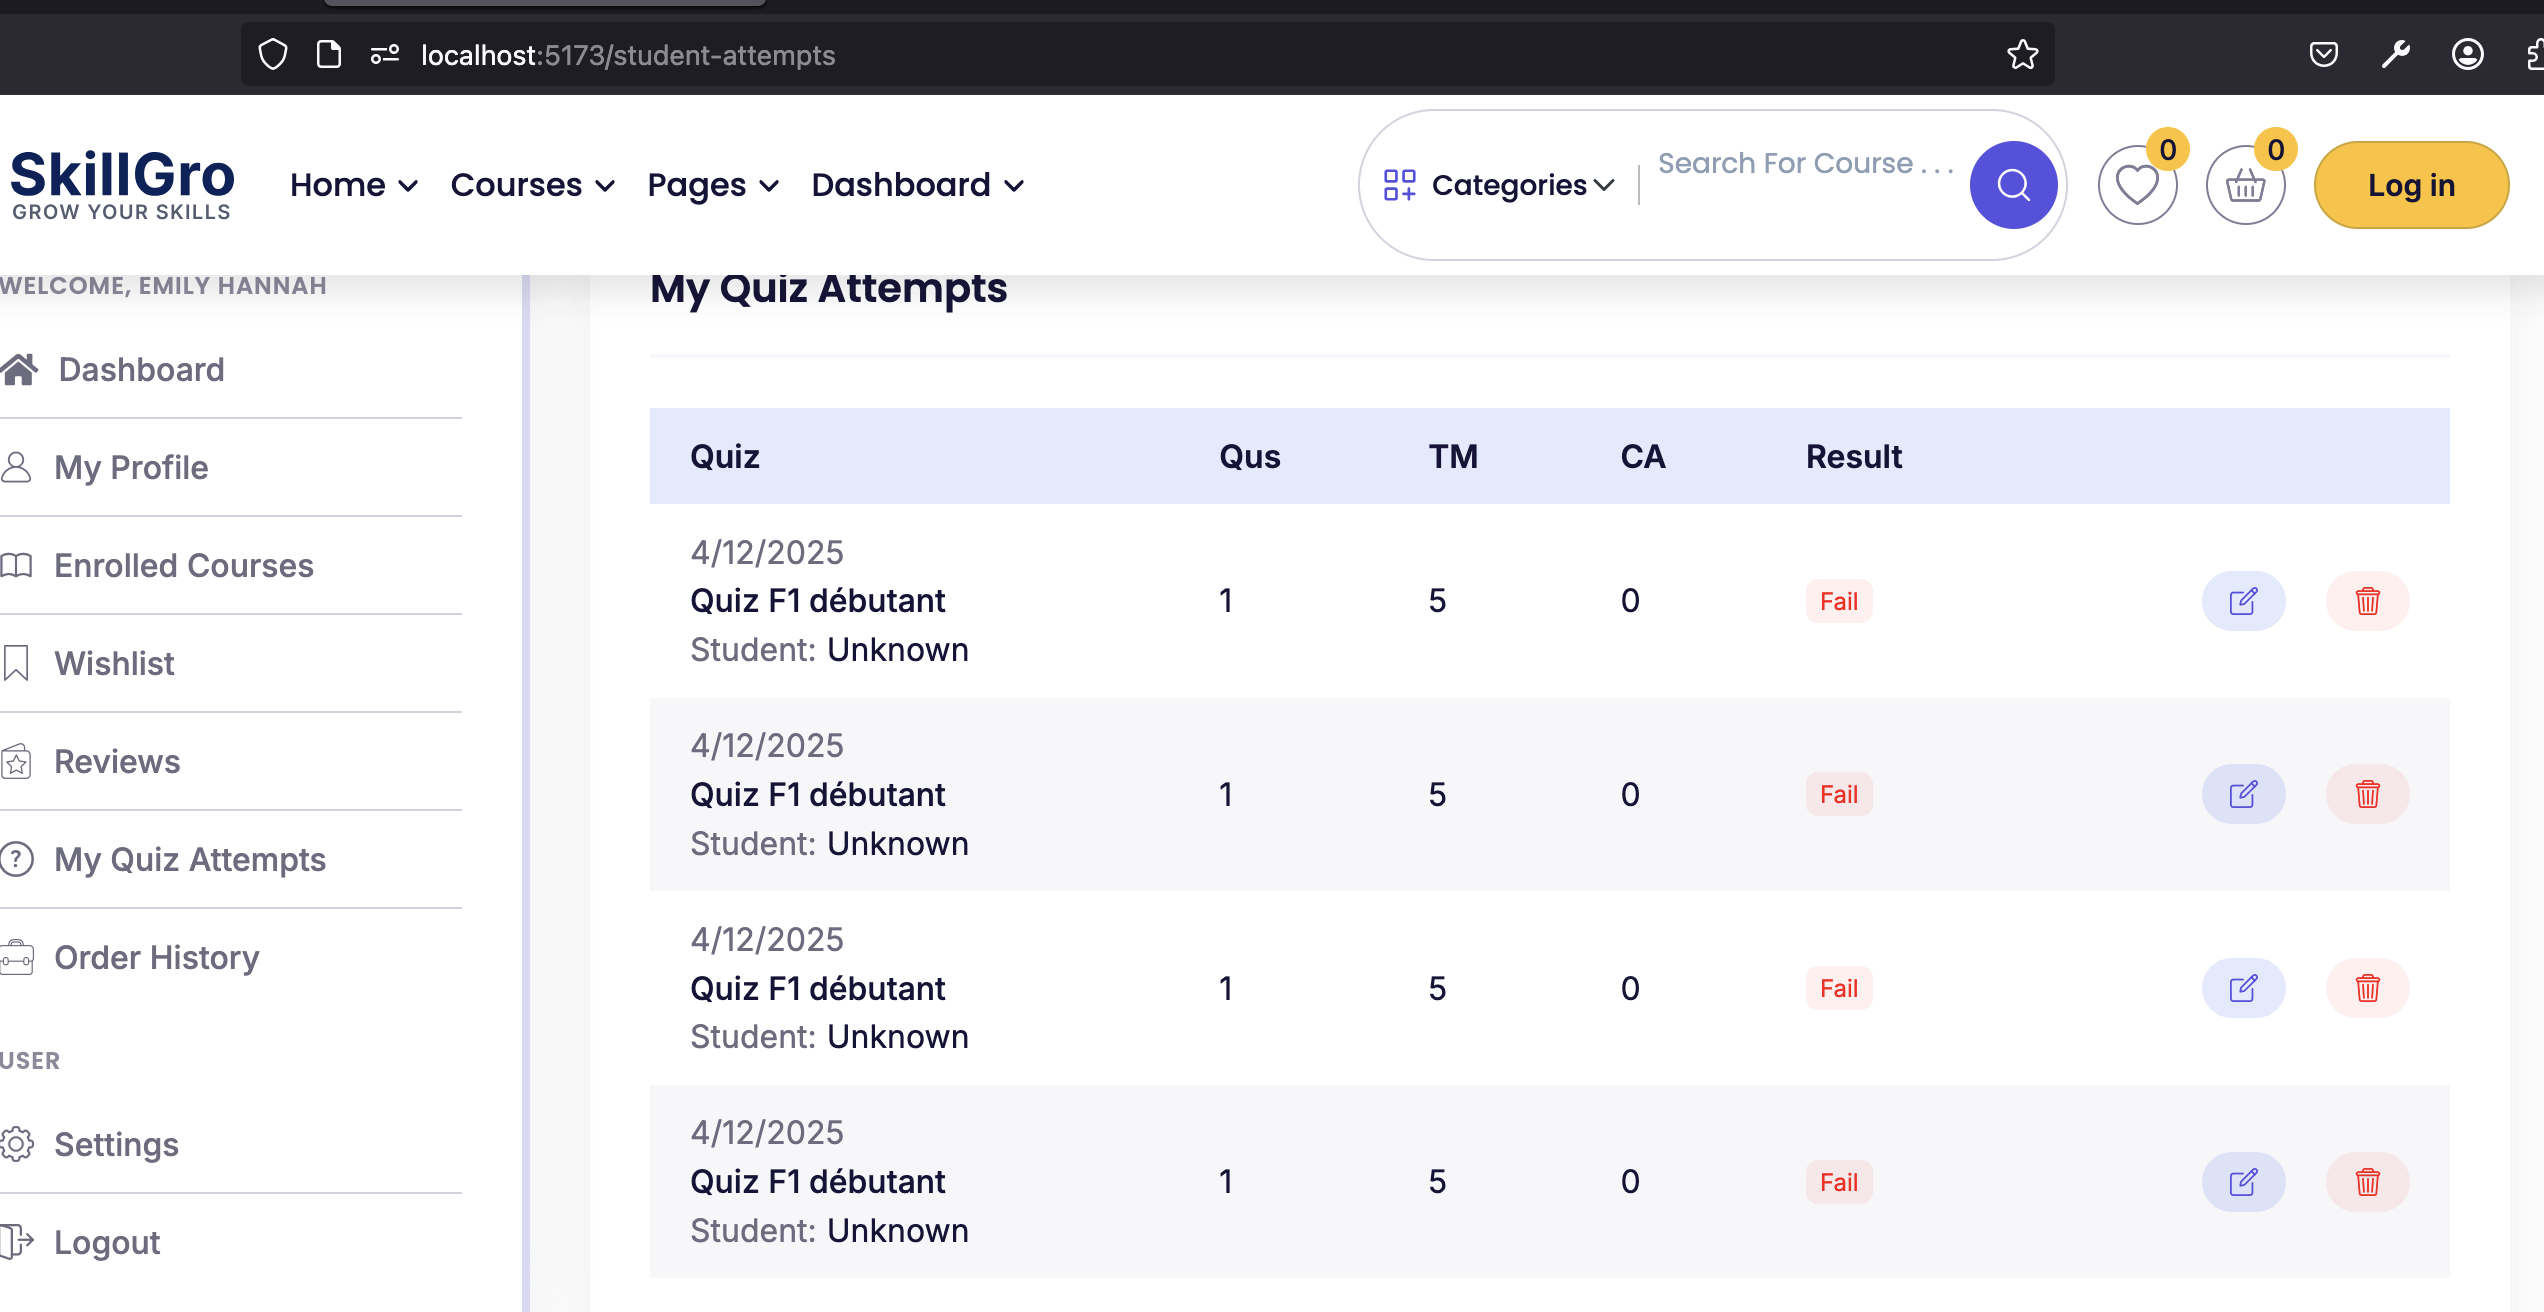 localhost:5173/student-attempts
SkillGro
GROW YOUR SKILLS
Home
Courses
Pages
Dashboard
Categories
Search For Course . . .
0
0
Log in
WELCOME, EMILY HANNAH
Dashboard
My Profile
Enrolled Courses
Wishlist
Reviews
My Quiz Attempts
Order History
USER
Settings
Logout
My Quiz Attempts
Quiz Qus TM CA Result
4/12/2025
Quiz F1 débutant 1 5 0 Fail
Student: Unknown
4/12/2025
Quiz F1 débutant 1 5 0 Fail
Student: Unknown
4/12/2025
Quiz F1 débutant 1 5 0 Fail
Student: Unknown
4/12/2025
Quiz F1 débutant 1 5 0 Fail
Student: Unknown